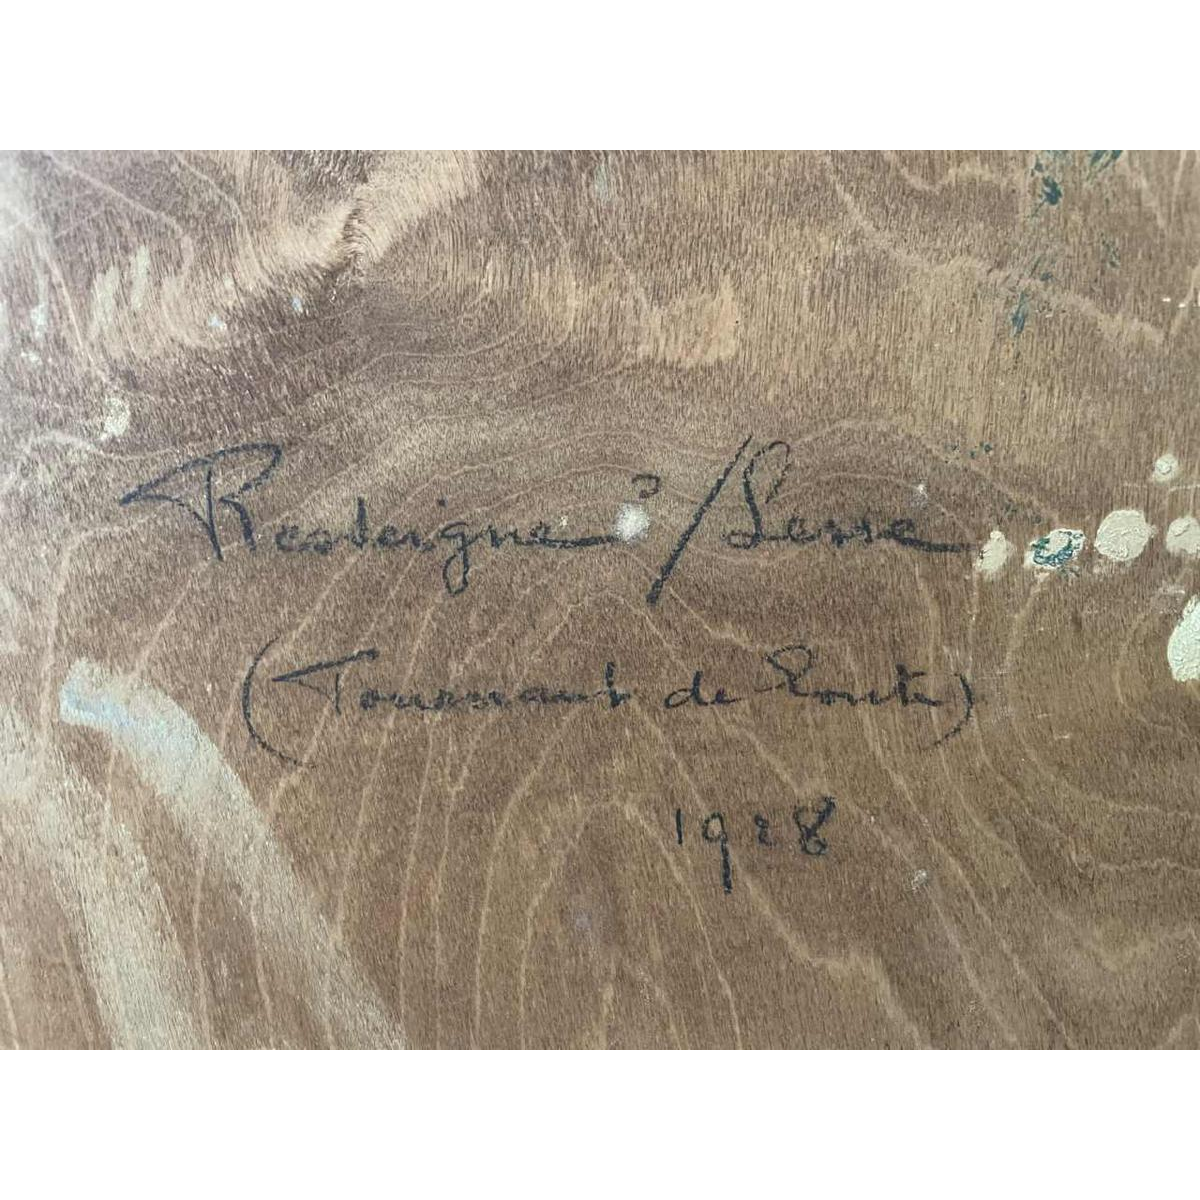 Resteigne s/Lesse
(Tournant de Route)
1928